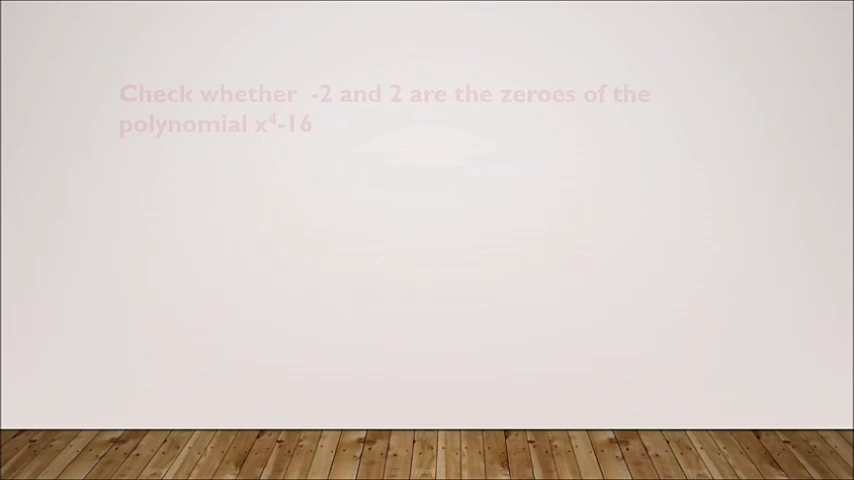 Check whether -2 and 2 are the zeroes of the
polynomial x⁴-16